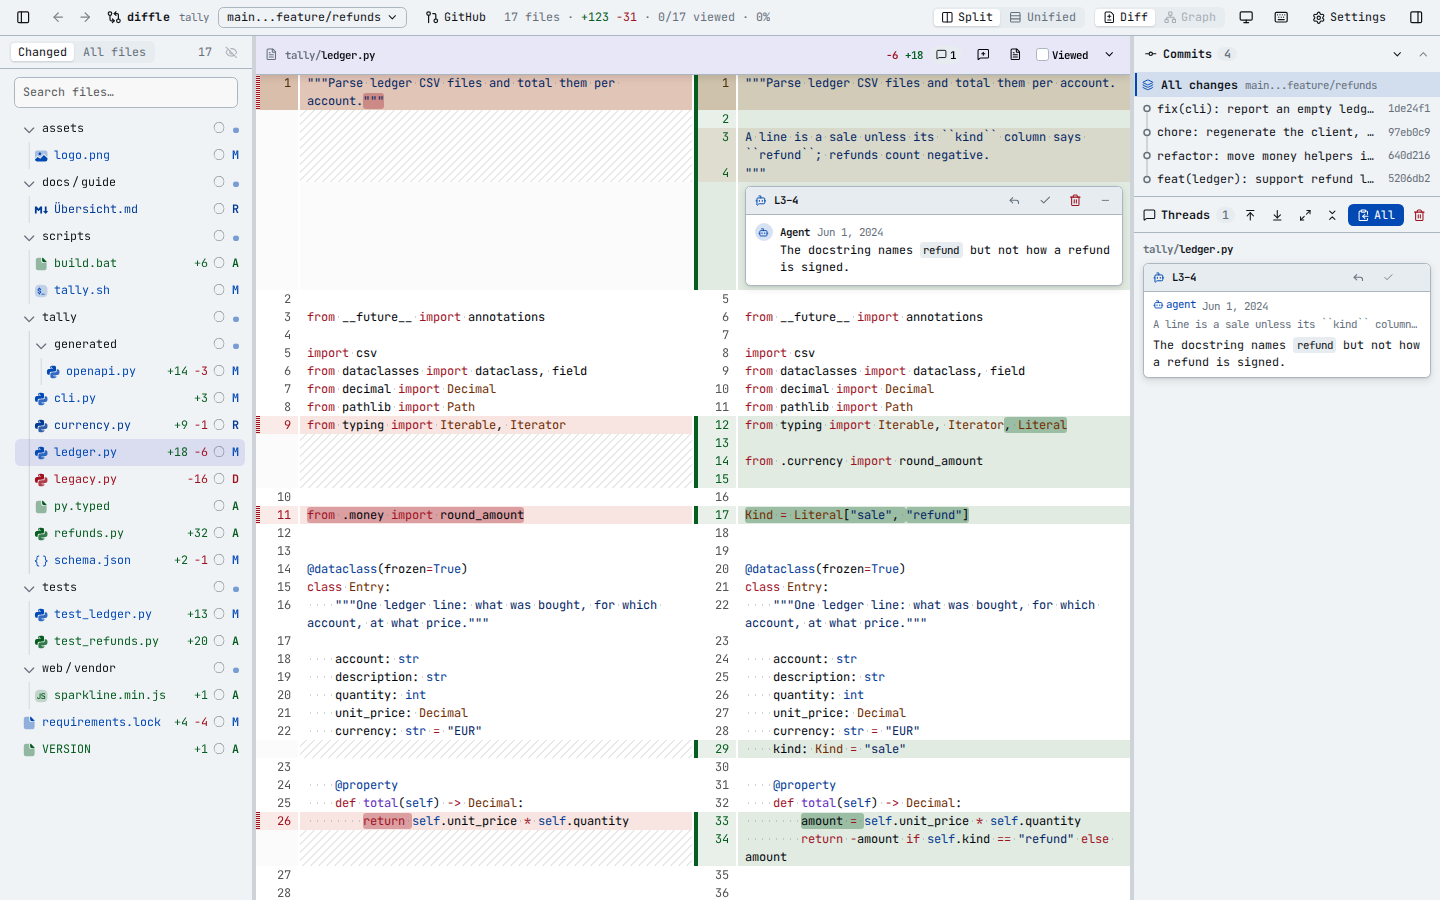 diffle tally main...feature/refunds GitHub 17 files · +123 -31 · 0/17 viewed · 0% Split Unified Diff Graph Settings
Changed All files 17
Search files…
assets
logo.png M
docs/guide
Übersicht.md R
scripts
build.bat +6 A
tally.sh M
tally
generated
openapi.py +14 -3 M
cli.py +3 M
currency.py +9 -1 R
ledger.py +18 -6 M
legacy.py -16 D
py.typed A
refunds.py +32 A
schema.json +2 -1 M
tests
test_ledger.py +13 M
test_refunds.py +20 A
web/vendor
sparkline.min.js +1 A
requirements.lock +4 -4 M
VERSION +1 A
tally/ledger.py -6 +18 1 Viewed
1 """Parse ledger CSV files and total them per
account."""
2
3 from __future__ import annotations
4
5 import csv
6 from dataclasses import dataclass, field
7 from decimal import Decimal
8 from pathlib import Path
9 from typing import Iterable, Iterator
10
11 from .money import round_amount
12
13
14 @dataclass(frozen=True)
15 class Entry:
16 """One ledger line: what was bought, for which
account, at what price."""
17
18 account: str
19 description: str
20 quantity: int
21 unit_price: Decimal
22 currency: str = "EUR"
23
24 @property
25 def total(self) -> Decimal:
26 return self.unit_price * self.quantity
27
28
1 """Parse ledger CSV files and total them per account.
2
3 A line is a sale unless its ``kind`` column says
``refund``; refunds count negative.
4 """
L3–4
Agent Jun 1, 2024
The docstring names refund but not how a refund
is signed.
5
6 from __future__ import annotations
7
8 import csv
9 from dataclasses import dataclass, field
10 from decimal import Decimal
11 from pathlib import Path
12 from typing import Iterable, Iterator, Literal
13
14 from .currency import round_amount
15
16
17 Kind = Literal["sale", "refund"]
18
19
20 @dataclass(frozen=True)
21 class Entry:
22 """One ledger line: what was bought, for which
account, at what price."""
23
24 account: str
25 description: str
26 quantity: int
27 unit_price: Decimal
28 currency: str = "EUR"
29 kind: Kind = "sale"
30
31 @property
32 def total(self) -> Decimal:
33 amount = self.unit_price * self.quantity
34 return -amount if self.kind == "refund" else
amount
35
36
Commits 4
All changes main...feature/refunds
fix(cli): report an empty ledg… 1de24f1
chore: regenerate the client, … 97eb0c9
refactor: move money helpers i… 640d216
feat(ledger): support refund l… 5206db2
Threads 1 All
tally/ledger.py
L3–4
agent Jun 1, 2024
A line is a sale unless its ``kind`` column…
The docstring names refund but not how
a refund is signed.